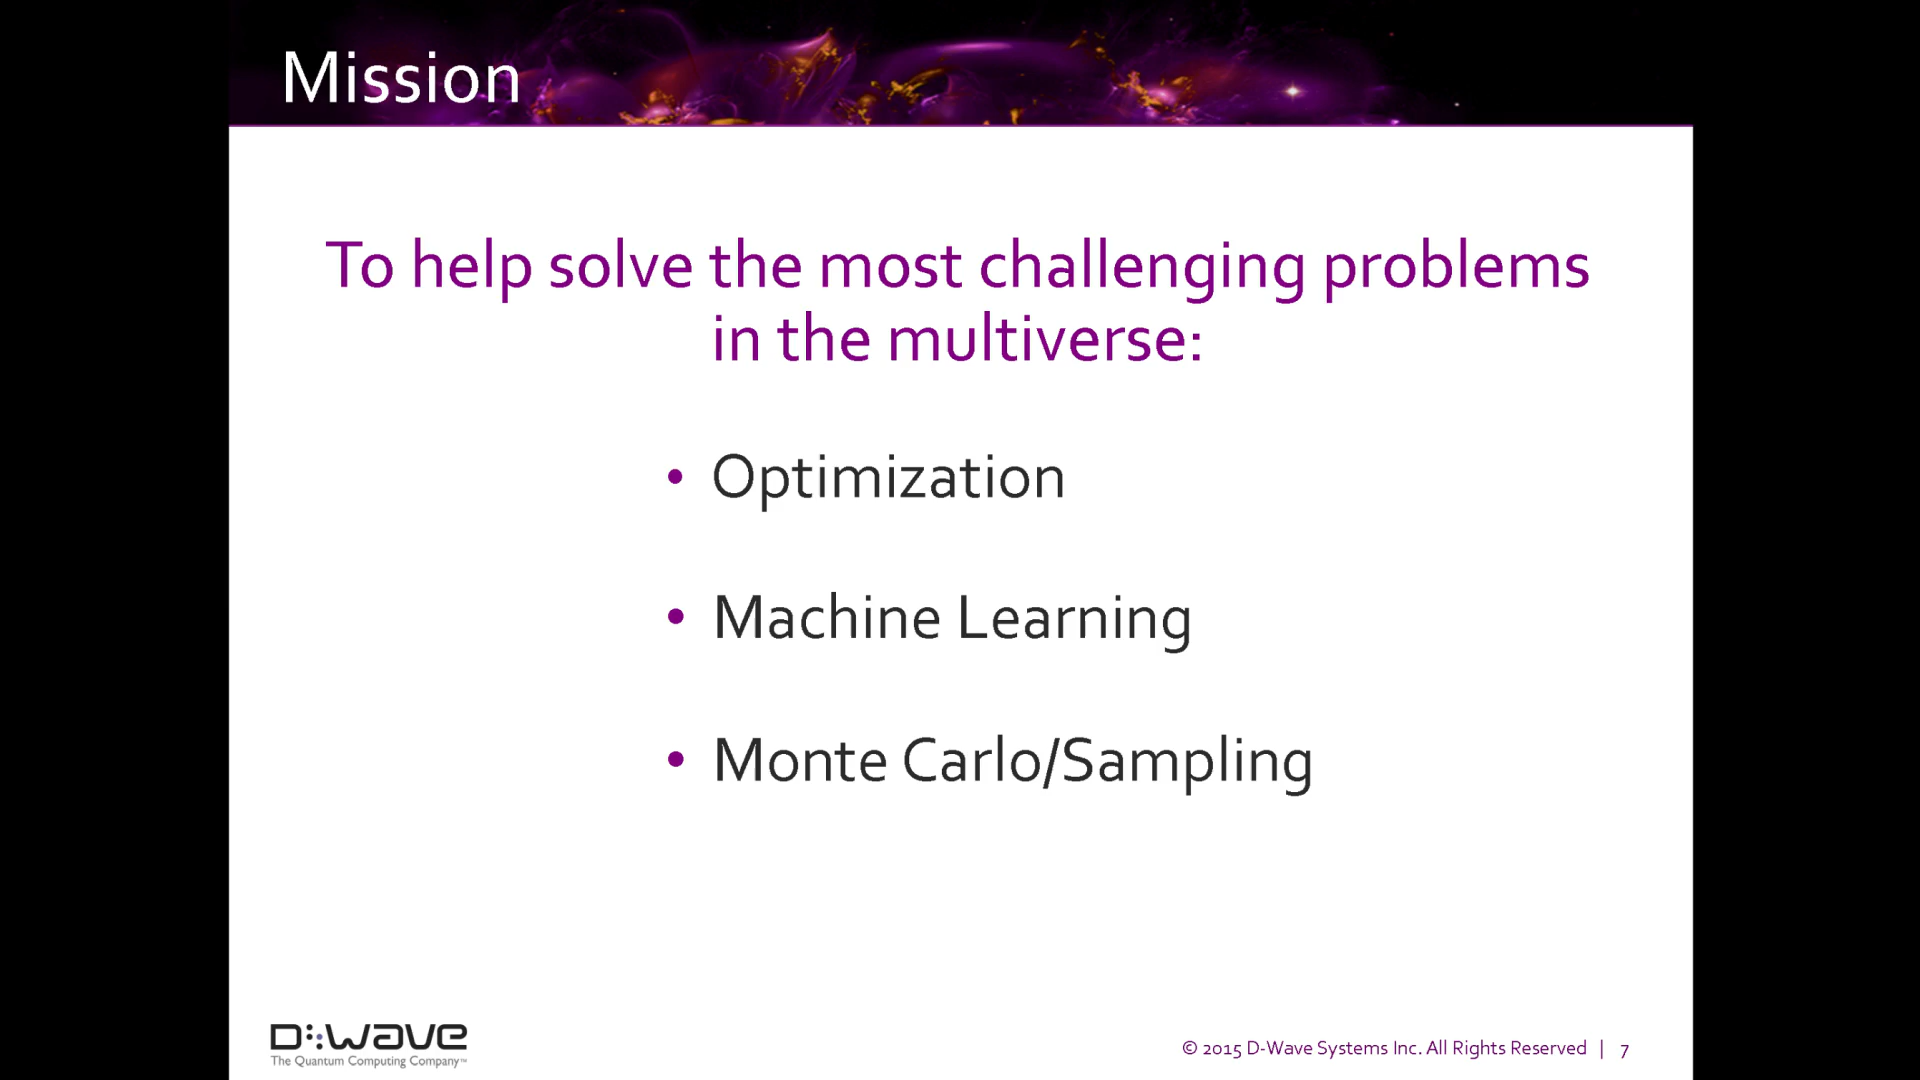 Mission
To help solve the most challenging problems
in the multiverse:
• Optimization
• Machine Learning
• Monte Carlo/Sampling
D:wave
The Quantum Computing Company™
© 2015 D-Wave Systems Inc. All Rights Reserved | 7